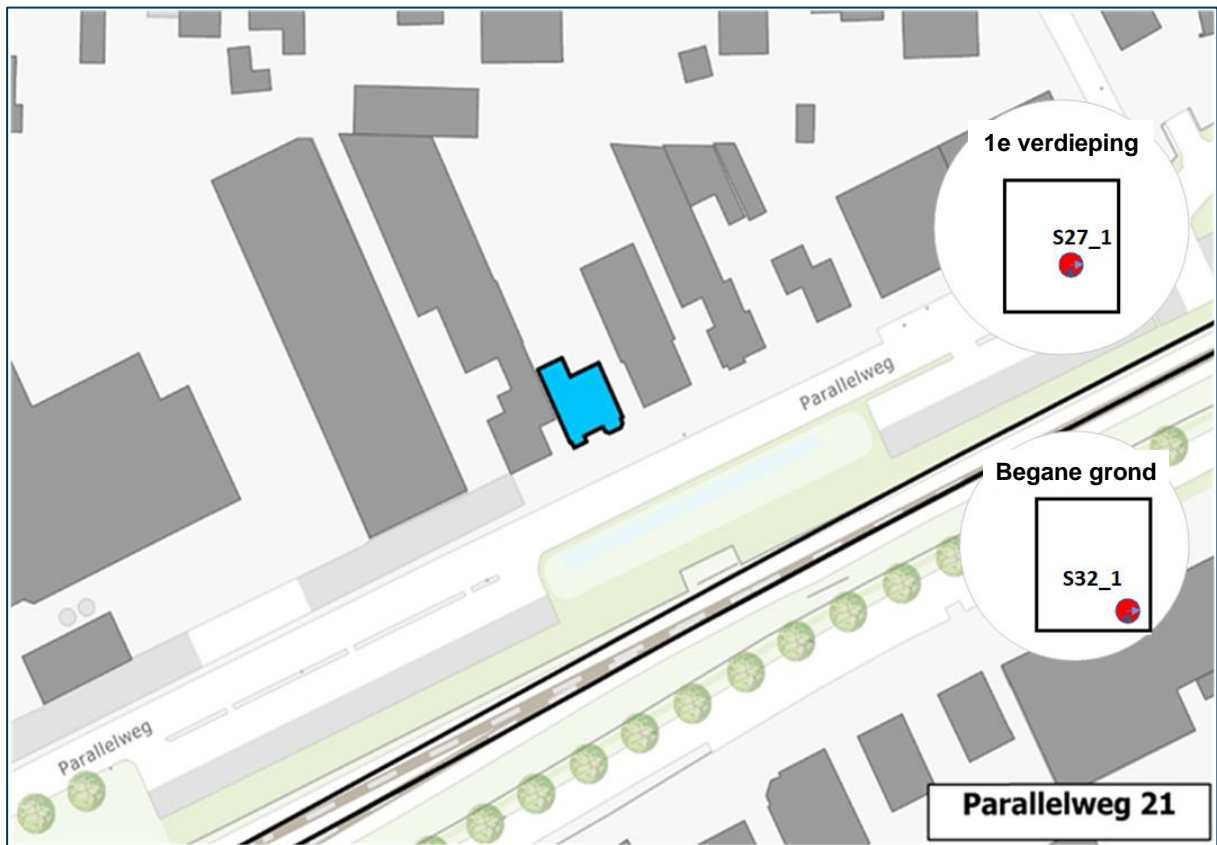 1e verdieping
S27_1
Parallelweg
Begane grond
S32_1
Parallelweg
Parallelweg 21